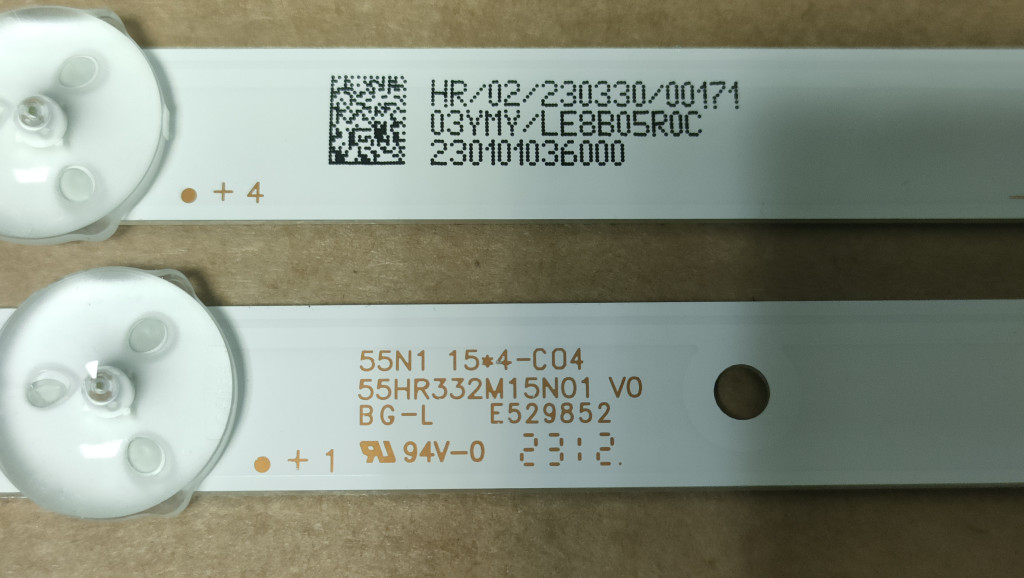 HR/02/230330/00171
03YMY/LE8B05R0C
230101036000
+ 4
55N1 15*4-C04
55HR332M15N01 V0
BG-L E529852
94V-0 2312.
+ 1